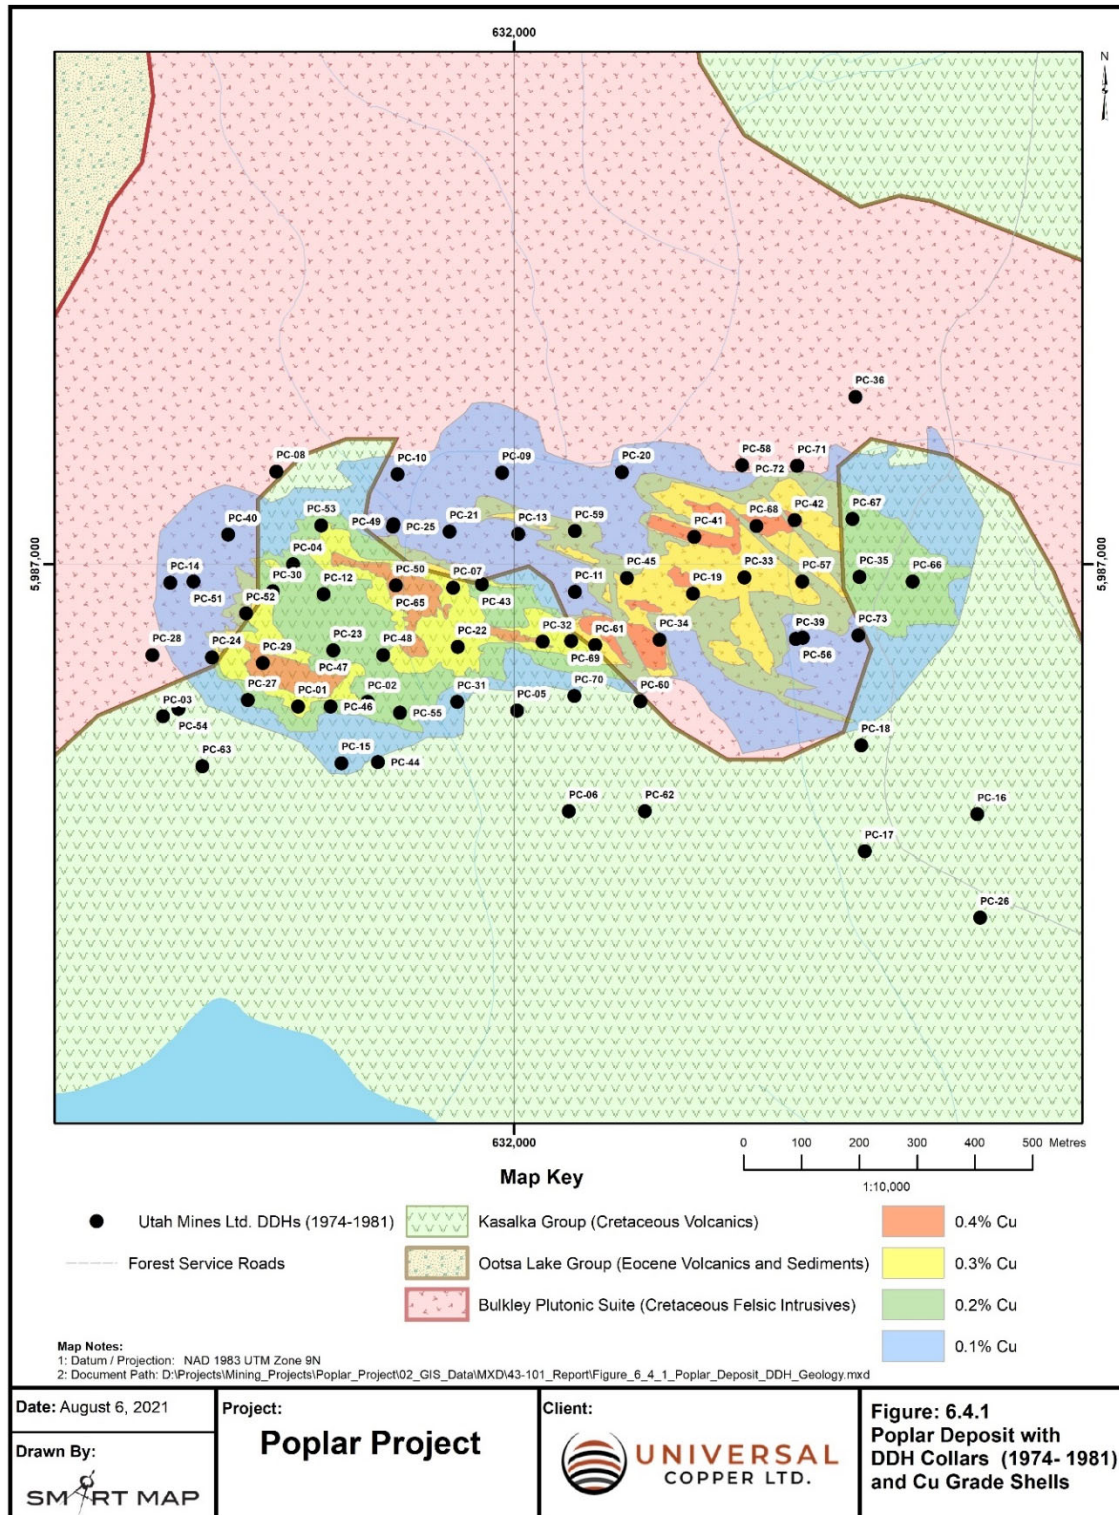 632,000
N
PC-36
PC-08
PC-10
PC-09
PC-20
PC-58
PC-71
PC-72
PC-53
PC-40
PC-49
PC-25
PC-21
PC-13
PC-59
PC-41
PC-68
PC-42
PC-67
PC-04
5,987,000
5,987,000
PC-14
PC-30
PC-12
PC-50
PC-07
PC-11
PC-45
PC-33
PC-57
PC-35
PC-66
PC-51
PC-52
PC-65
PC-43
PC-19
PC-28
PC-24
PC-29
PC-23
PC-48
PC-22
PC-32
PC-61
PC-34
PC-39
PC-73
PC-47
PC-69
PC-56
PC-27
PC-01
PC-02
PC-31
PC-05
PC-70
PC-60
PC-03
PC-46
PC-55
PC-54
PC-18
PC-63
PC-15
PC-44
PC-06
PC-62
PC-16
PC-17
PC-26
632,000
0 100 200 300 400 500 Metres
1:10,000
Map Key
Utah Mines Ltd. DDHs (1974-1981)
Forest Service Roads
Kasalka Group (Cretaceous Volcanics)
Ootsa Lake Group (Eocene Volcanics and Sediments)
Bulkley Plutonic Suite (Cretaceous Felsic Intrusives)
0.4% Cu
0.3% Cu
0.2% Cu
0.1% Cu
Map Notes:
1: Datum / Projection: NAD 1983 UTM Zone 9N
2: Document Path: D:\Projects\Mining_Projects\Poplar_Project\02_GIS_Data\MXD\43-101_Report\Figure_6_4_1_Poplar_Deposit_DDH_Geology.mxd
Date: August 6, 2021
Drawn By:
SMART MAP
Project:
Poplar Project
Client:
UNIVERSAL
COPPER LTD.
Figure: 6.4.1
Poplar Deposit with
DDH Collars (1974- 1981)
and Cu Grade Shells